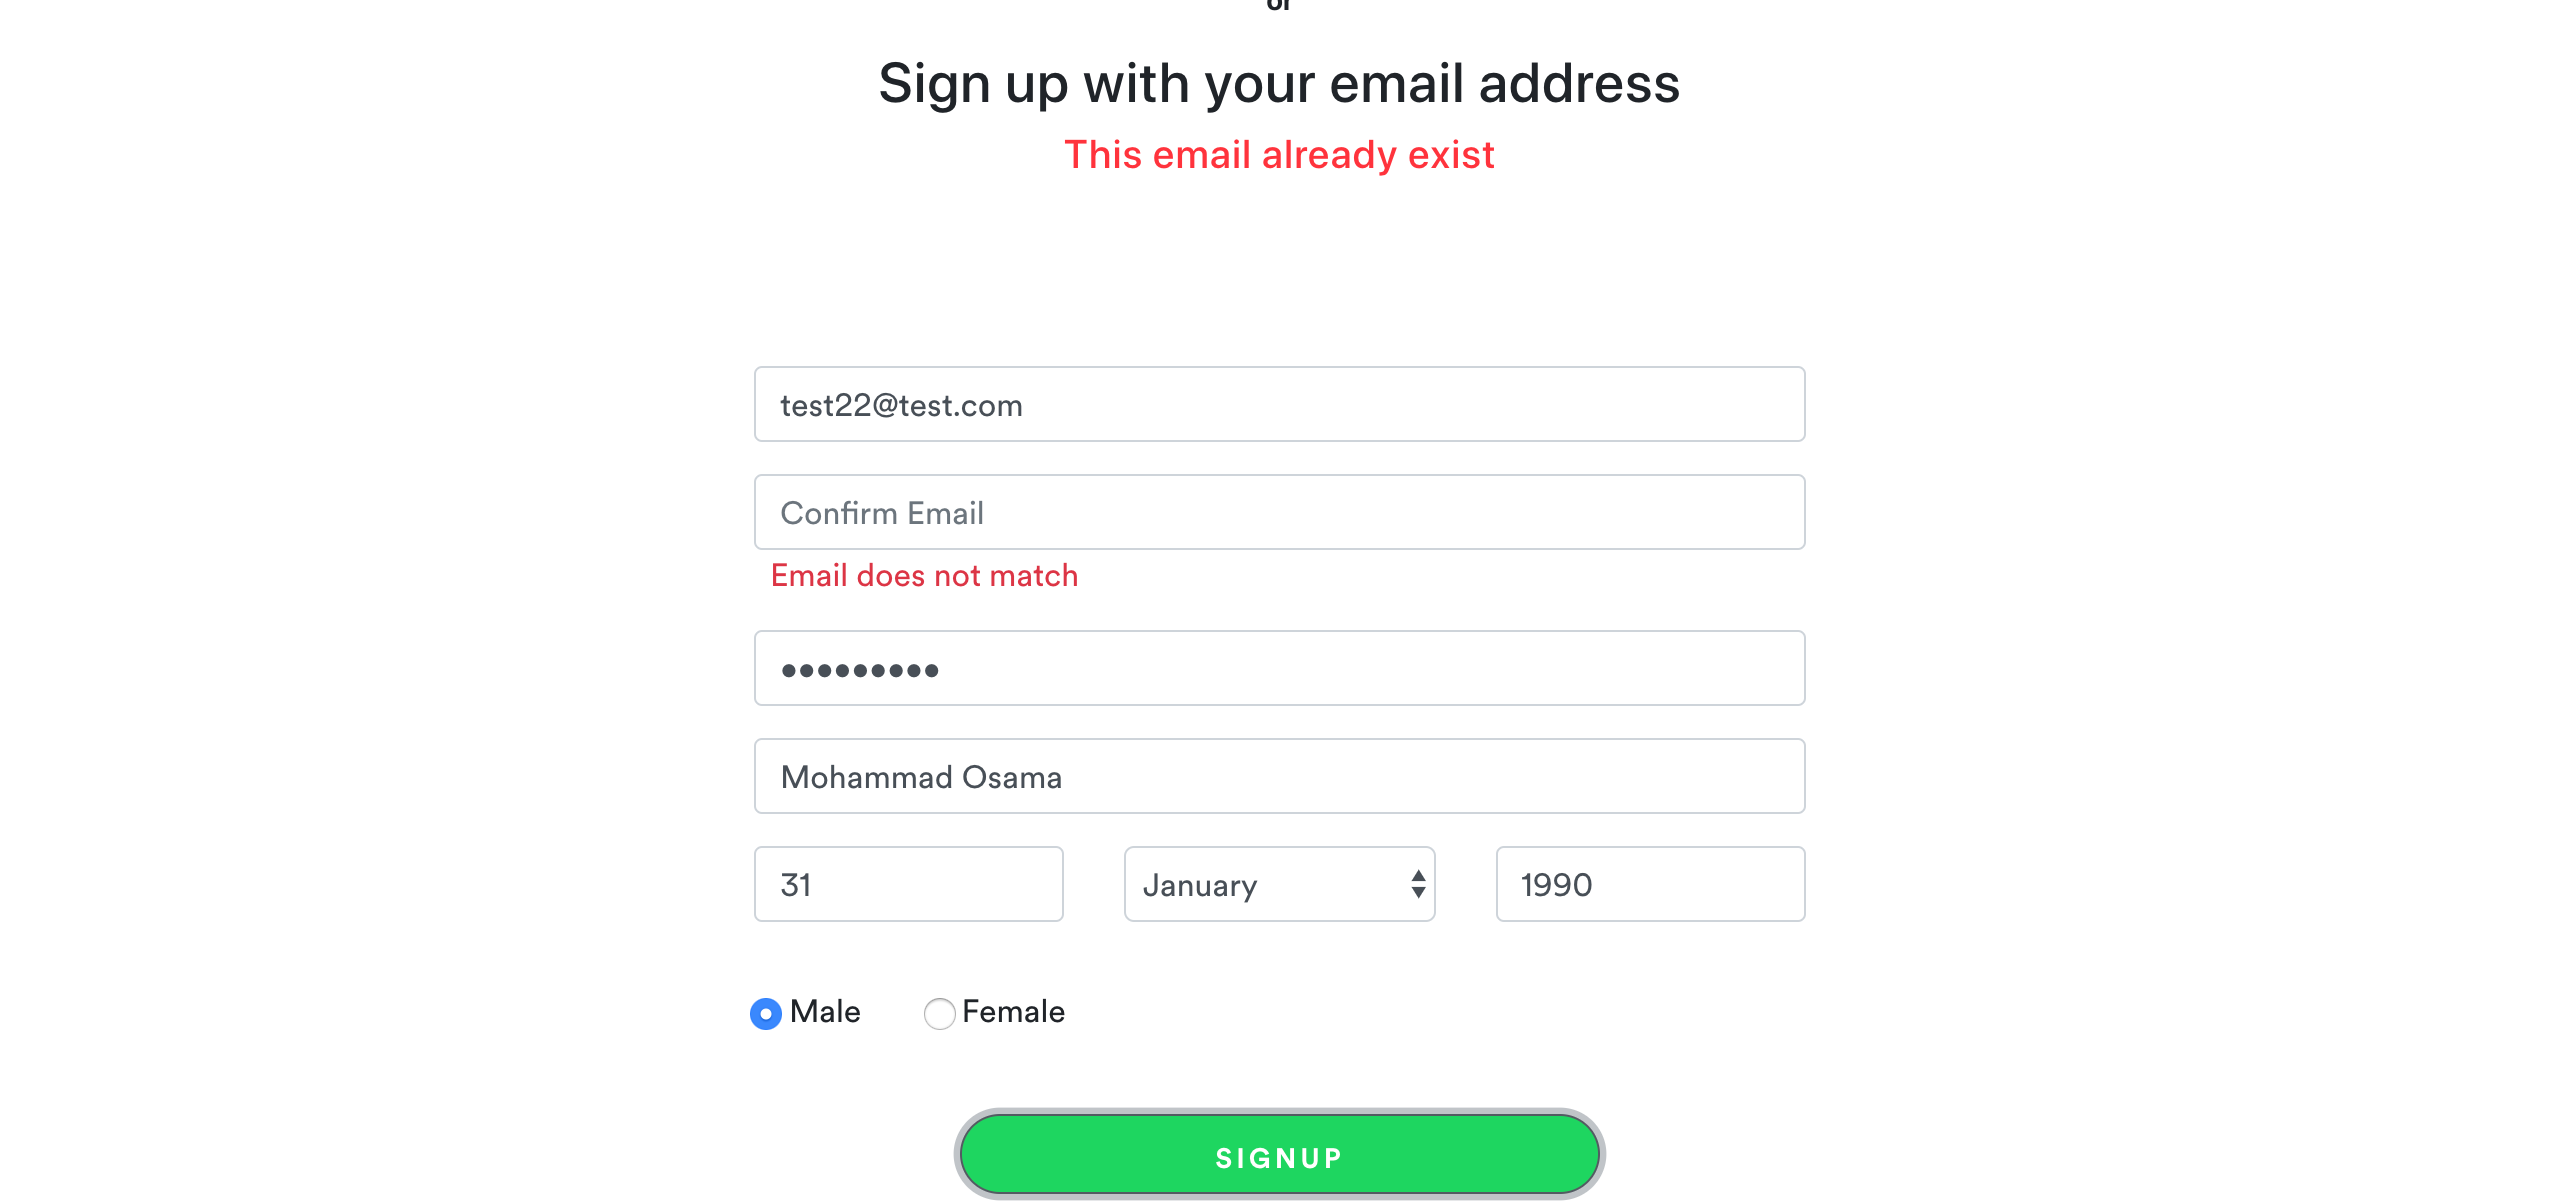 or
Sign up with your email address
This email already exist
test22@test.com
Confirm Email
Email does not match
•••••••••
Mohammad Osama
31 January 1990
Male Female
SIGNUP